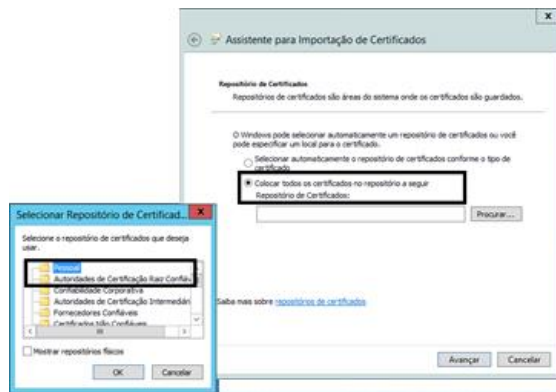 x
Assistente para Importação de Certificados
Repositório de Certificados
Repositórios de certificados são áreas do sistema onde os certificados são guardados.
O Windows pode selecionar automaticamente um repositório de certificados ou você
pode especificar um local para o certificado.
Selecionar automaticamente o repositório de certificados conforme o tipo de
certificado
Colocar todos os certificados no repositório a seguir
Repositório de Certificados:
Procurar...
Saiba mais sobre repositórios de certificados
Avançar Cancelar
Selecionar Repositório de Certificad... X
Selecione o repositório de certificados que deseja
usar.
Pessoal
Autoridades de Certificação Raiz Confiáv
Confiabilidade Corporativa
Autoridades de Certificação Intermediári
Fornecedores Confiáveis
Certificados Não Confiáveis
Mostrar repositórios físicos
OK Cancelar